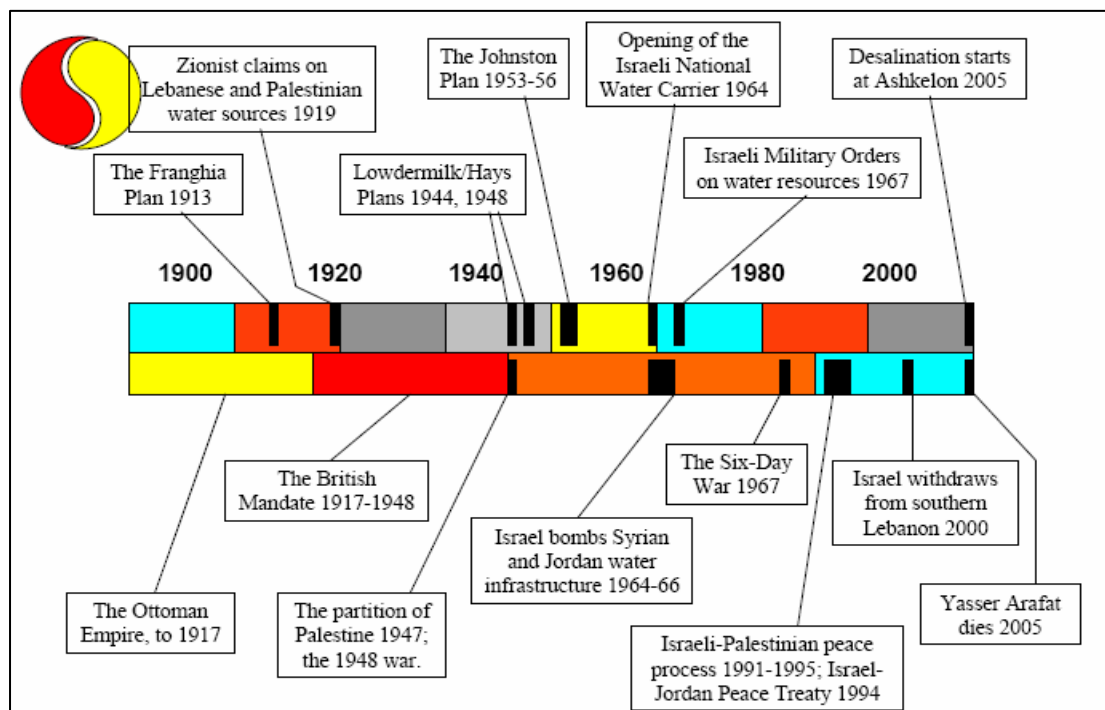 Zionist claims on
Lebanese and Palestinian
water sources 1919
The Johnston
Plan 1953-56
Opening of the
Israeli National
Water Carrier 1964
Desalination starts
at Ashkelon 2005
The Franghia
Plan 1913
Lowdermilk/Hays
Plans 1944, 1948
Israeli Military Orders
on water resources 1967
1900
1920
1940
1960
1980
2000
The British
Mandate 1917-1948
The Six-Day
War 1967
Israel withdraws
from southern
Lebanon 2000
Israel bombs Syrian
and Jordan water
infrastructure 1964-66
The Ottoman
Empire, to 1917
The partition of
Palestine 1947;
the 1948 war.
Israeli-Palestinian peace
process 1991-1995; Israel-
Jordan Peace Treaty 1994
Yasser Arafat
dies 2005